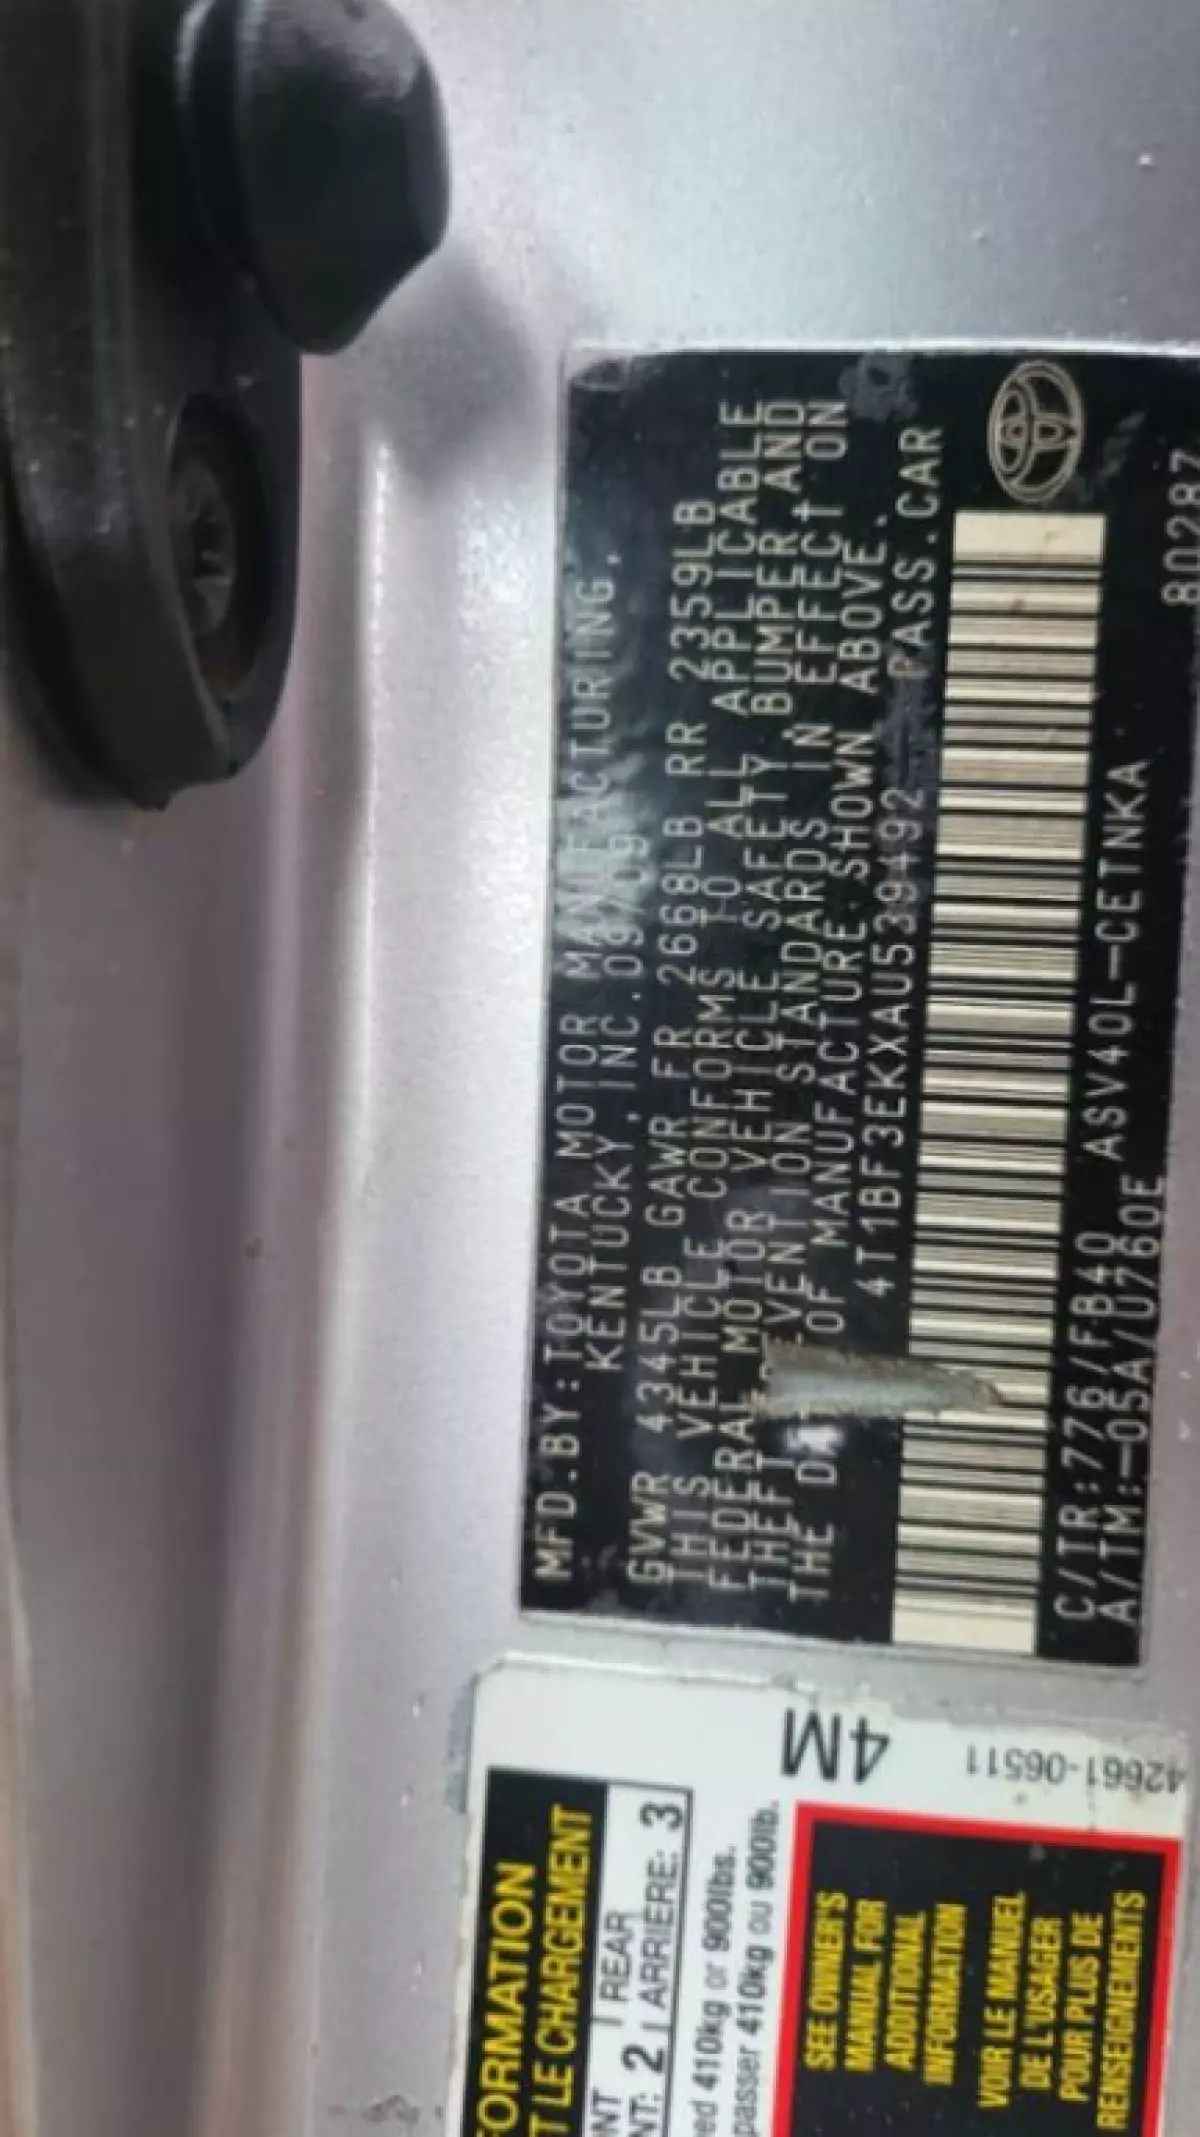 MFD.BY:TOYOTA MOTOR MANUFACTURING,
KENTUCKY,INC.09/09
GVWR 4345LB GAWR FR 2668LB RR 2359LB
THIS VEHICLE CONFORMS TO ALL APPLICABLE
FEDERAL MOTOR VEHICLE SAFETY BUMPER AND
THEFT PREVENTION STANDARDS IN EFFECT ON
THE DATE OF MANUFACTURE SHOWN ABOVE.
4T1BF3EKXAU539492 PASS.CAR
C/TR:776/FB40 ASV40L-CETNKA
A/TM:-05A/U760E
80287
4M
42661-06511
FORMATION
T LE CHARGEMENT
NT | REAR
NT: 2 | ARRIERE: 3
ed 410kg or 900lbs.
passer 410kg ou 900lb.
SEE OWNER'S
MANUAL FOR
ADDITIONAL
INFORMATION
VOIR LE MANUEL
DE L'USAGER
POUR PLUS DE
RENSEIGNEMENTS